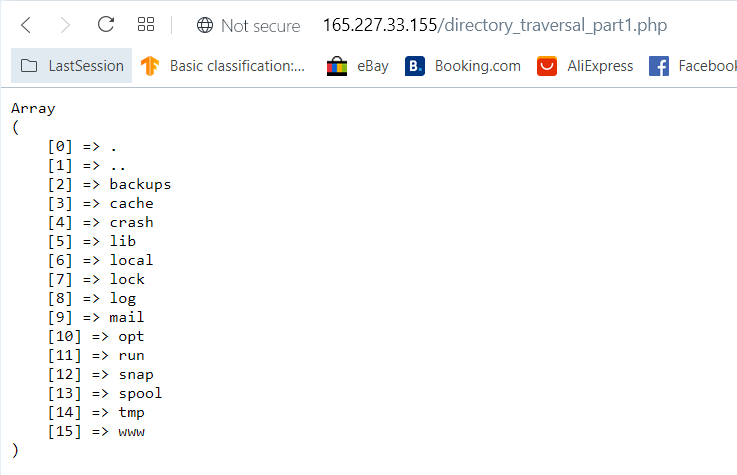 Not secure 165.227.33.155/directory_traversal_part1.php
LastSession Basic classification:... eBay B. Booking.com AliExpress Facebook
Array
(
    [0] => .
    [1] => ..
    [2] => backups
    [3] => cache
    [4] => crash
    [5] => lib
    [6] => local
    [7] => lock
    [8] => log
    [9] => mail
    [10] => opt
    [11] => run
    [12] => snap
    [13] => spool
    [14] => tmp
    [15] => www
)